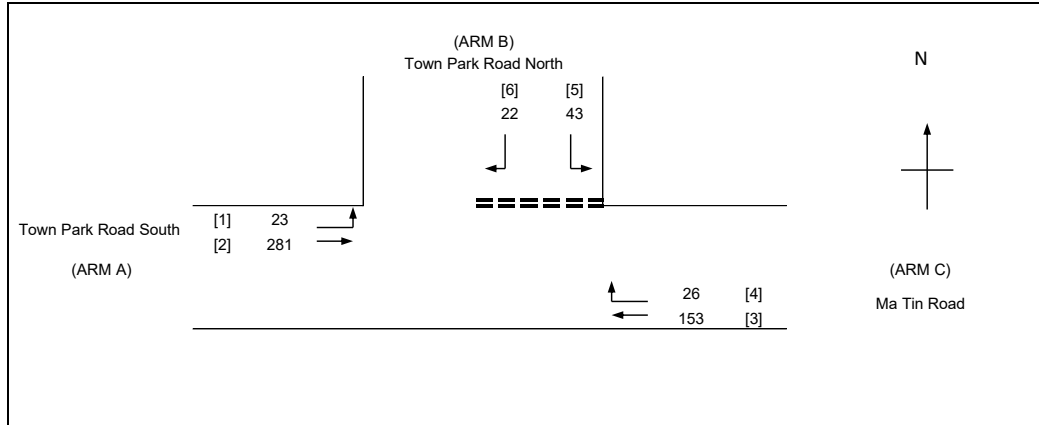 (ARM B)
Town Park Road North
N
[6] [5]
22 43
[1] 23
Town Park Road South
[2] 281
(ARM A)
(ARM C)
26 [4]
Ma Tin Road
153 [3]